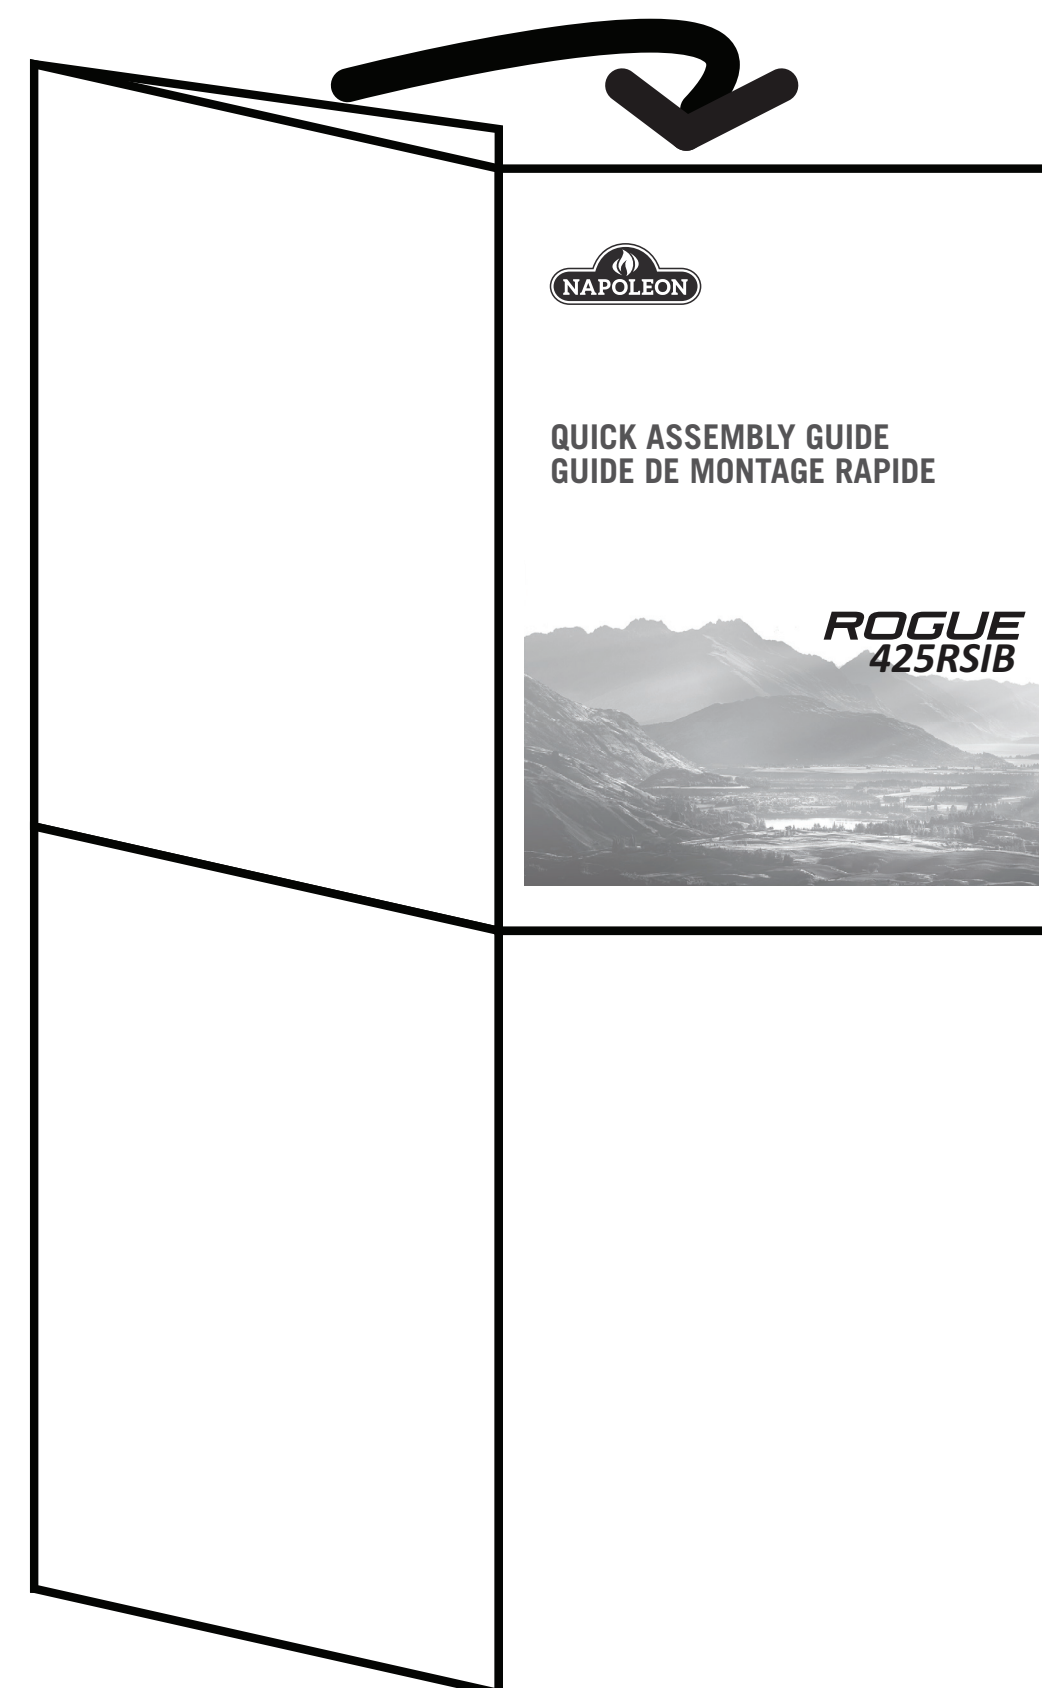 NAPOLEON
QUICK ASSEMBLY GUIDE
GUIDE DE MONTAGE RAPIDE
ROGUE
425RSIB